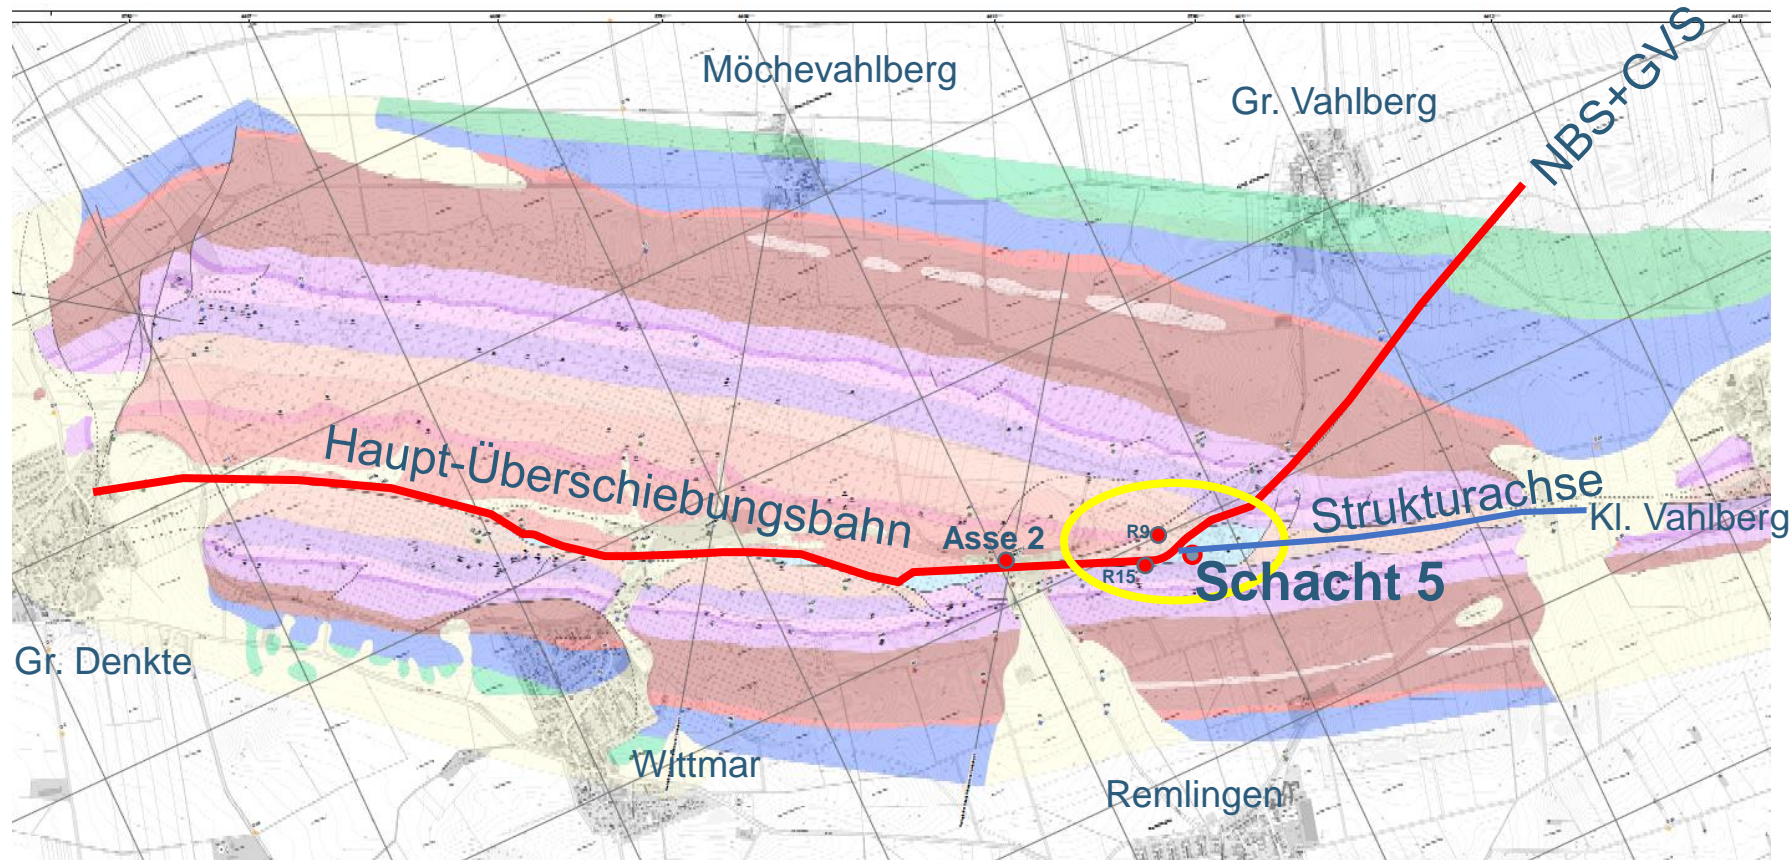 NBS+GVS
Möchevahlberg
Gr. Vahlberg
Haupt-Überschiebungsbahn
Strukturachse
Kl. Vahlberg
Asse 2
R9
R15
Schacht 5
Gr. Denkte
Wittmar
Remlingen